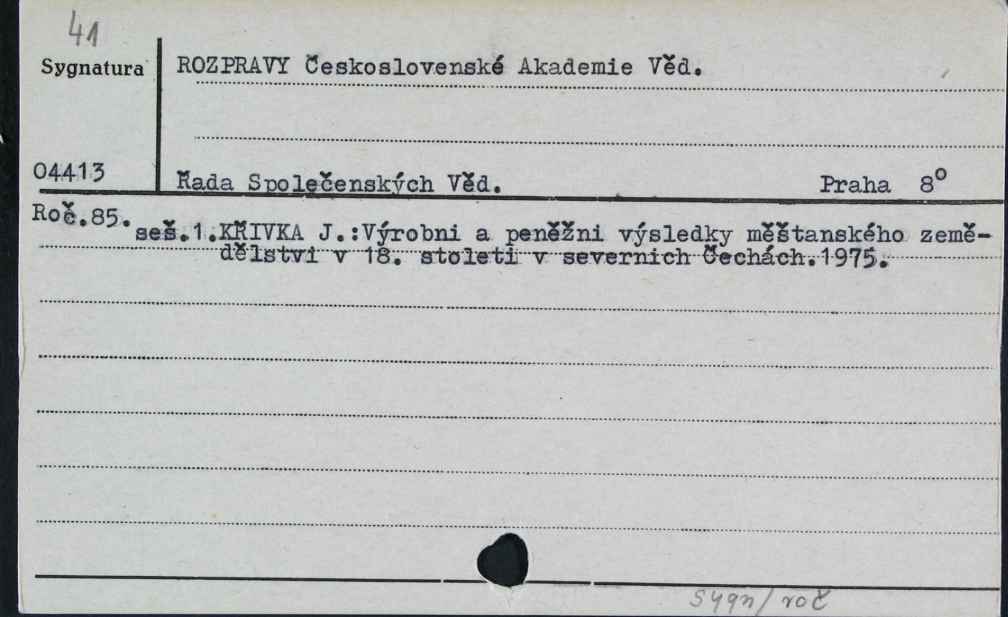 41
Sygnatura
ROZPRAVY Československé Akademie Věd.
04413
Řada Společenských Věd. Praha 8⁰
Roč.85.
seš.1.KŘIVKA J.:Výrobni a peněžni výsledky měštanského země-
dělstvi v 18. stoleti v severnich Čechách.1975.
sygn/roč